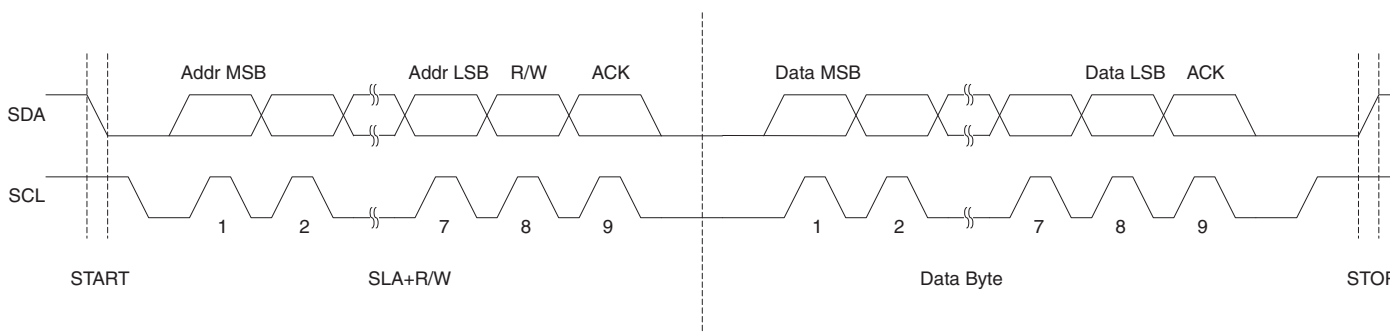 Addr MSB Addr LSB R/W ACK Data MSB Data LSB ACK
SDA
SCL
1 2 7 8 9 1 2 7 8 9
START SLA+R/W Data Byte STOP